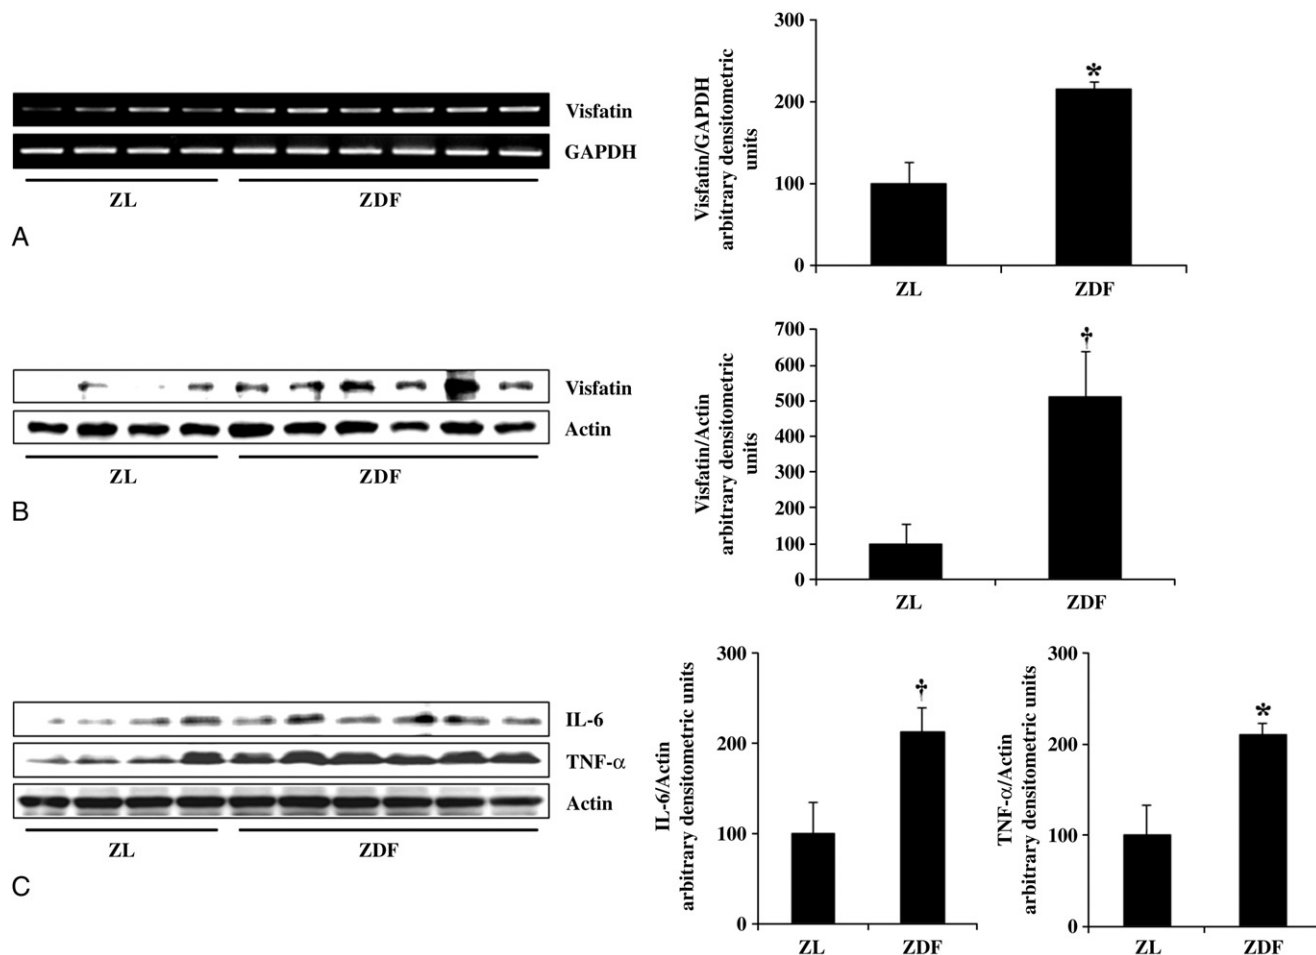 Visfatin
GAPDH
ZL ZDF
A
Visfatin/GAPDH
arbitrary densitometric
units
300
200
100
0
*
ZL ZDF
Visfatin
Actin
ZL ZDF
B
Visfatin/Actin
arbitrary densitometric
units
700
600
500
400
300
200
100
0
†
ZL ZDF
IL-6
TNF-α
Actin
ZL ZDF
C
IL-6/Actin
arbitrary densitometric units
300
200
100
0
†
ZL ZDF
TNF-α/Actin
arbitrary densitometric units
300
200
100
0
*
ZL ZDF